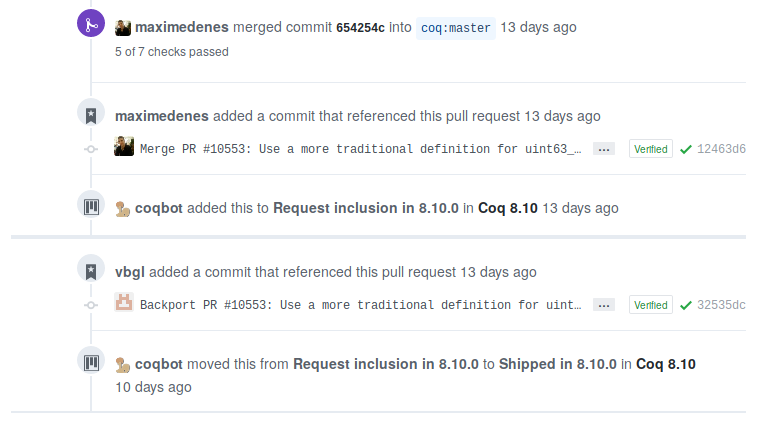 maximedenes merged commit 654254c into coq:master 13 days ago
5 of 7 checks passed
maximedenes added a commit that referenced this pull request 13 days ago
Merge PR #10553: Use a more traditional definition for uint63_… ... Verified 12463d6
coqbot added this to Request inclusion in 8.10.0 in Coq 8.10 13 days ago
vbgl added a commit that referenced this pull request 13 days ago
Backport PR #10553: Use a more traditional definition for uint… ... Verified 32535dc
coqbot moved this from Request inclusion in 8.10.0 to Shipped in 8.10.0 in Coq 8.10
10 days ago